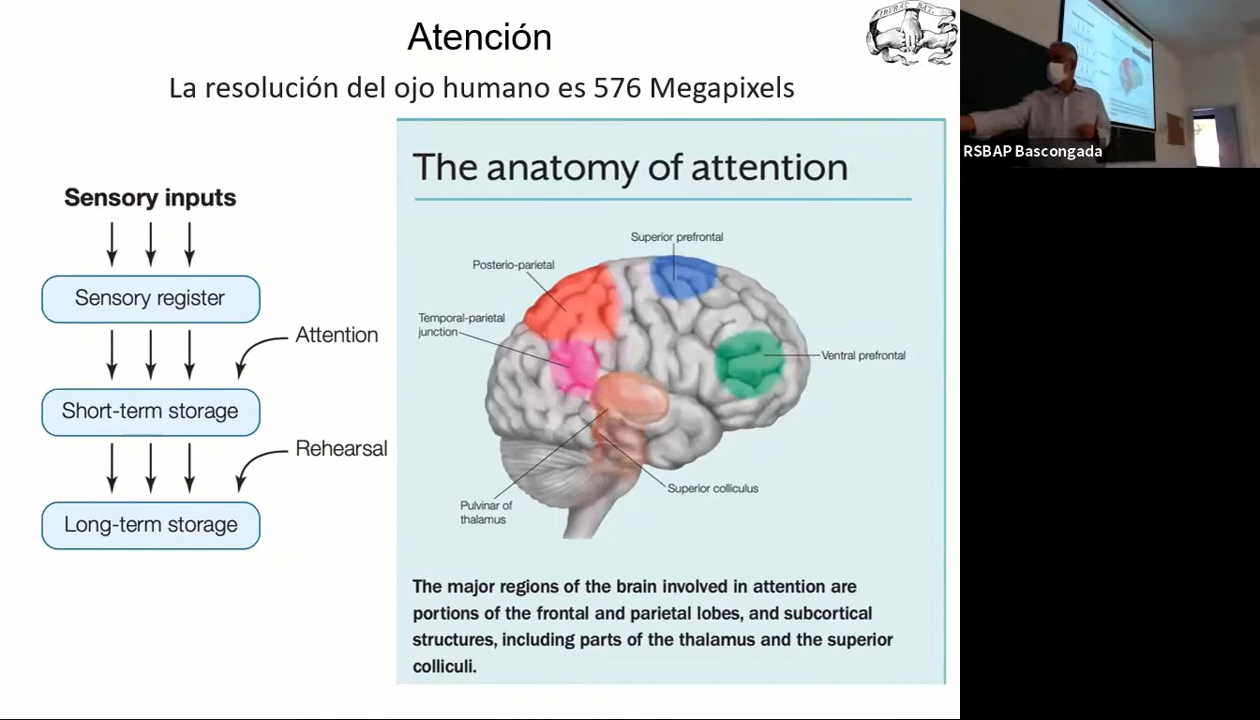 Atención
La resolución del ojo humano es 576 Megapixels
Sensory inputs
Sensory register
Attention
Short-term storage
Rehearsal
Long-term storage
The anatomy of attention
Superior prefrontal
Posterio-parietal
Temporal-parietal
junction
Ventral prefrontal
Superior colliculus
Pulvinar of
thalamus
The major regions of the brain involved in attention are
portions of the frontal and parietal lobes, and subcortical
structures, including parts of the thalamus and the superior
colliculi.
IRURAC BAT.
RSBAP Bascongada